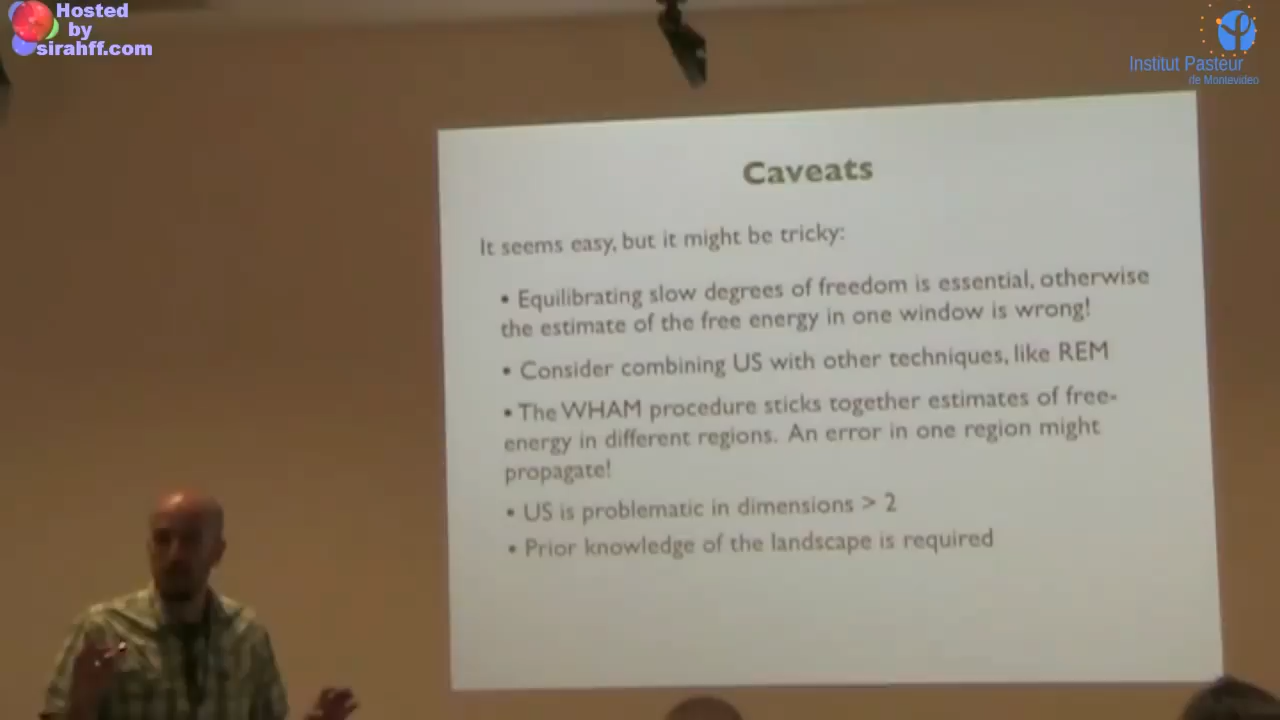 Hosted
by
sirahff.com
Institut Pasteur
de Montevideo
Caveats
It seems easy, but it might be tricky:
• Equilibrating slow degrees of freedom is essential, otherwise
the estimate of the free energy in one window is wrong!
• Consider combining US with other techniques, like REM
• The WHAM procedure sticks together estimates of free-
energy in different regions. An error in one region might
propagate!
• US is problematic in dimensions > 2
• Prior knowledge of the landscape is required